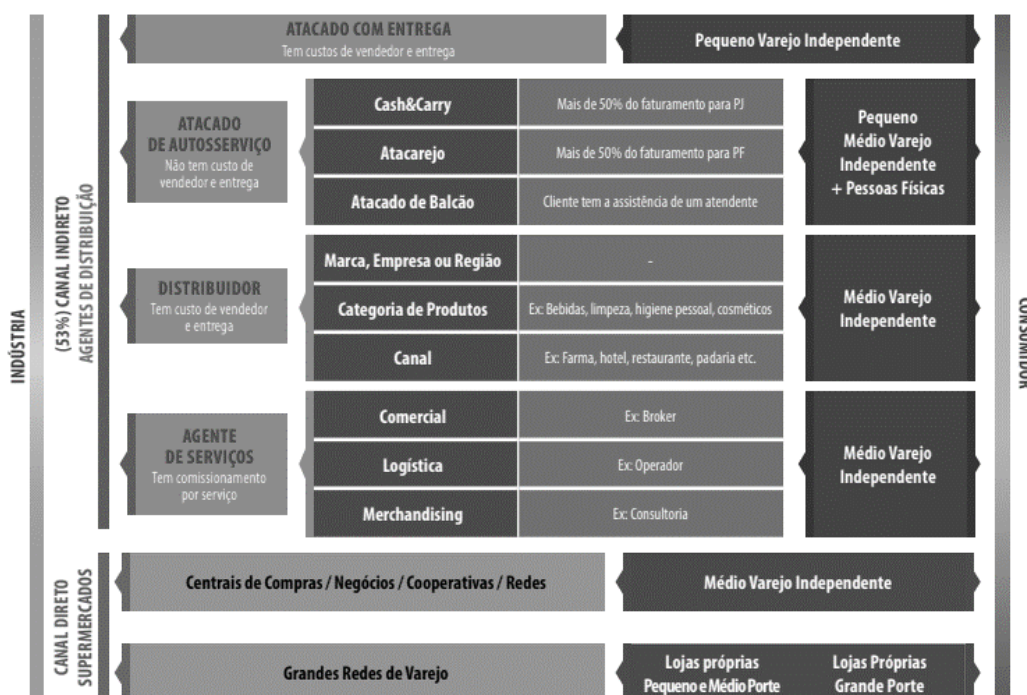 INDÚSTRIA
(53%) CANAL INDIRETO
AGENTES DE DISTRIBUIÇÃO
ATACADO COM ENTREGA
Tem custos de vendedor e entrega
Pequeno Varejo Independente
ATACADO
DE AUTOSSERVIÇO
Não tem custo de
vendedor e entrega
Cash&Carry
Mais de 50% do faturamento para PJ
Atacarejo
Mais de 50% do faturamento para PF
Atacado de Balcão
Cliente tem a assistência de um atendente
Pequeno
Médio Varejo
Independente
+ Pessoas Físicas
DISTRIBUIDOR
Tem custo de vendedor
e entrega
Marca, Empresa ou Região
-
Categoria de Produtos
Ex: Bebidas, limpeza, higiene pessoal, cosméticos
Canal
Ex: Farma, hotel, restaurante, padaria etc.
Médio Varejo
Independente
AGENTE
DE SERVIÇOS
Tem comissionamento
por serviço
Comercial
Ex: Broker
Logística
Ex: Operador
Merchandising
Ex: Consultoria
Médio Varejo
Independente
CANAL DIRETO
SUPERMERCADOS
Centrais de Compras / Negócios / Cooperativas / Redes
Médio Varejo Independente
Grandes Redes de Varejo
Lojas próprias
Pequeno e Médio Porte
Lojas Próprias
Grande Porte
CONSUMIDOR